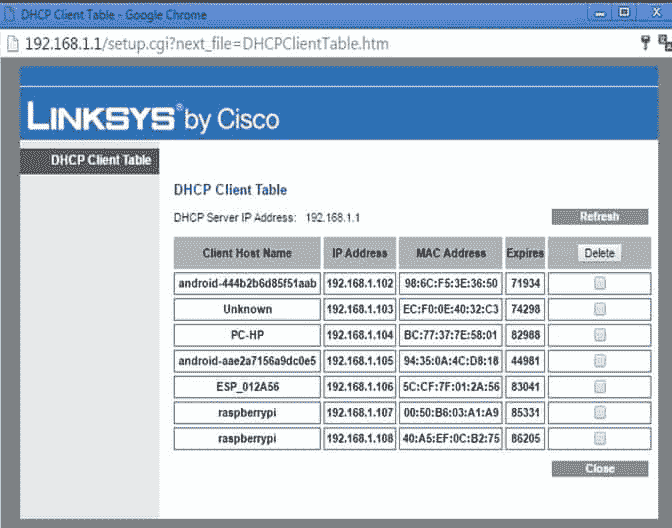 DHCP Client Table - Google Chrome
192.168.1.1/setup.cgi?next_file=DHCPClientTable.htm
LINKSYS® by Cisco
DHCP Client Table
DHCP Client Table
DHCP Server IP Address: 192.168.1.1 Refresh
Client Host Name IP Address MAC Address Expires Delete
android-444b2b6d85f51aab 192.168.1.102 98:6C:F5:3E:36:50 71934
Unknown 192.168.1.103 EC:F0:0E:40:32:C3 74298
PC-HP 192.168.1.104 BC:77:37:7E:58:01 82988
android-aae2a7156a9dc0e5 192.168.1.105 94:35:0A:4C:D8:18 44981
ESP_012A56 192.168.1.106 5C:CF:7F:01:2A:56 83041
raspberrypi 192.168.1.107 00:50:B6:03:A1:A9 85331
raspberrypi 192.168.1.108 40:A5:EF:0C:B2:75 86205
Close